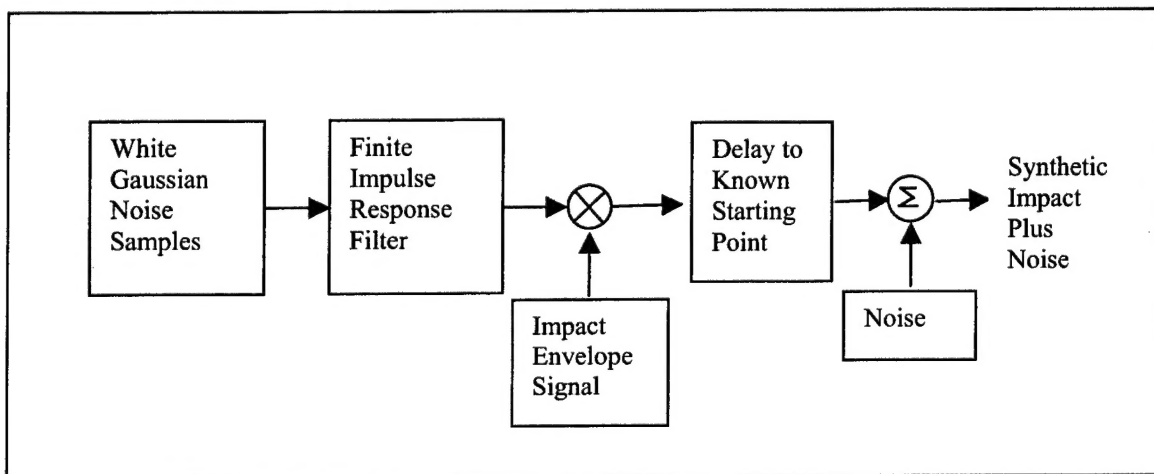 White
Gaussian
Noise
Samples
Finite
Impulse
Response
Filter
Impact
Envelope
Signal
Delay to
Known
Starting
Point
Σ
Noise
Synthetic
Impact
Plus
Noise